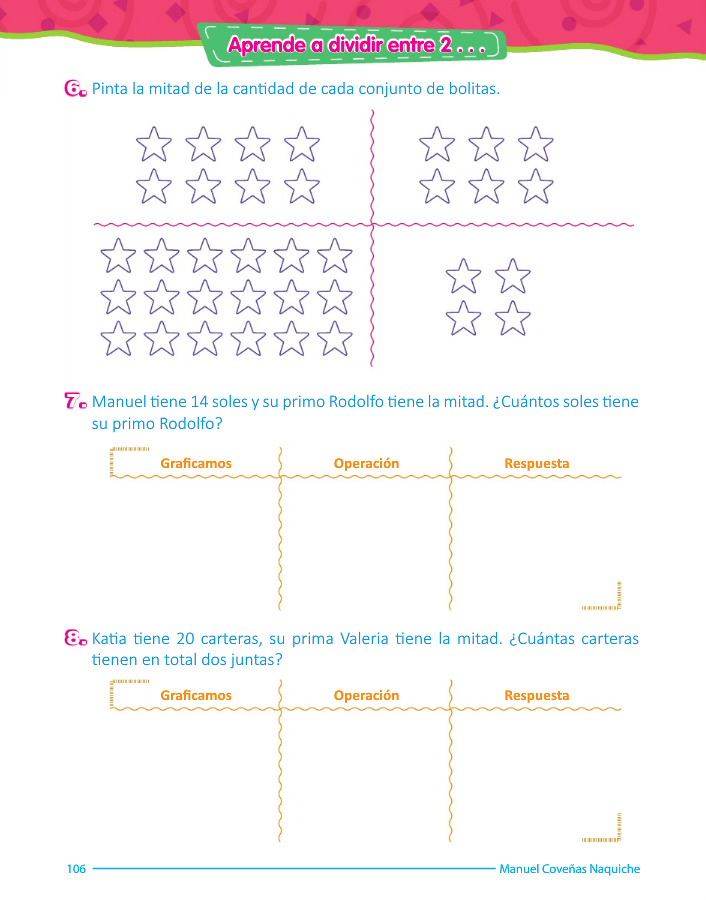 Aprende a dividir entre 2 . . .
6. Pinta la mitad de la cantidad de cada conjunto de bolitas.
7. Manuel tiene 14 soles y su primo Rodolfo tiene la mitad. ¿Cuántos soles tiene
su primo Rodolfo?
Graficamos Operación Respuesta
8. Katia tiene 20 carteras, su prima Valeria tiene la mitad. ¿Cuántas carteras
tienen en total dos juntas?
Graficamos Operación Respuesta
106 Manuel Coveñas Naquiche